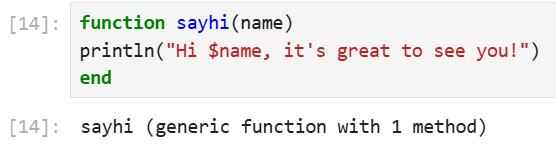 [14]: function sayhi(name)
println("Hi $name, it's great to see you!")
end
[14]: sayhi (generic function with 1 method)